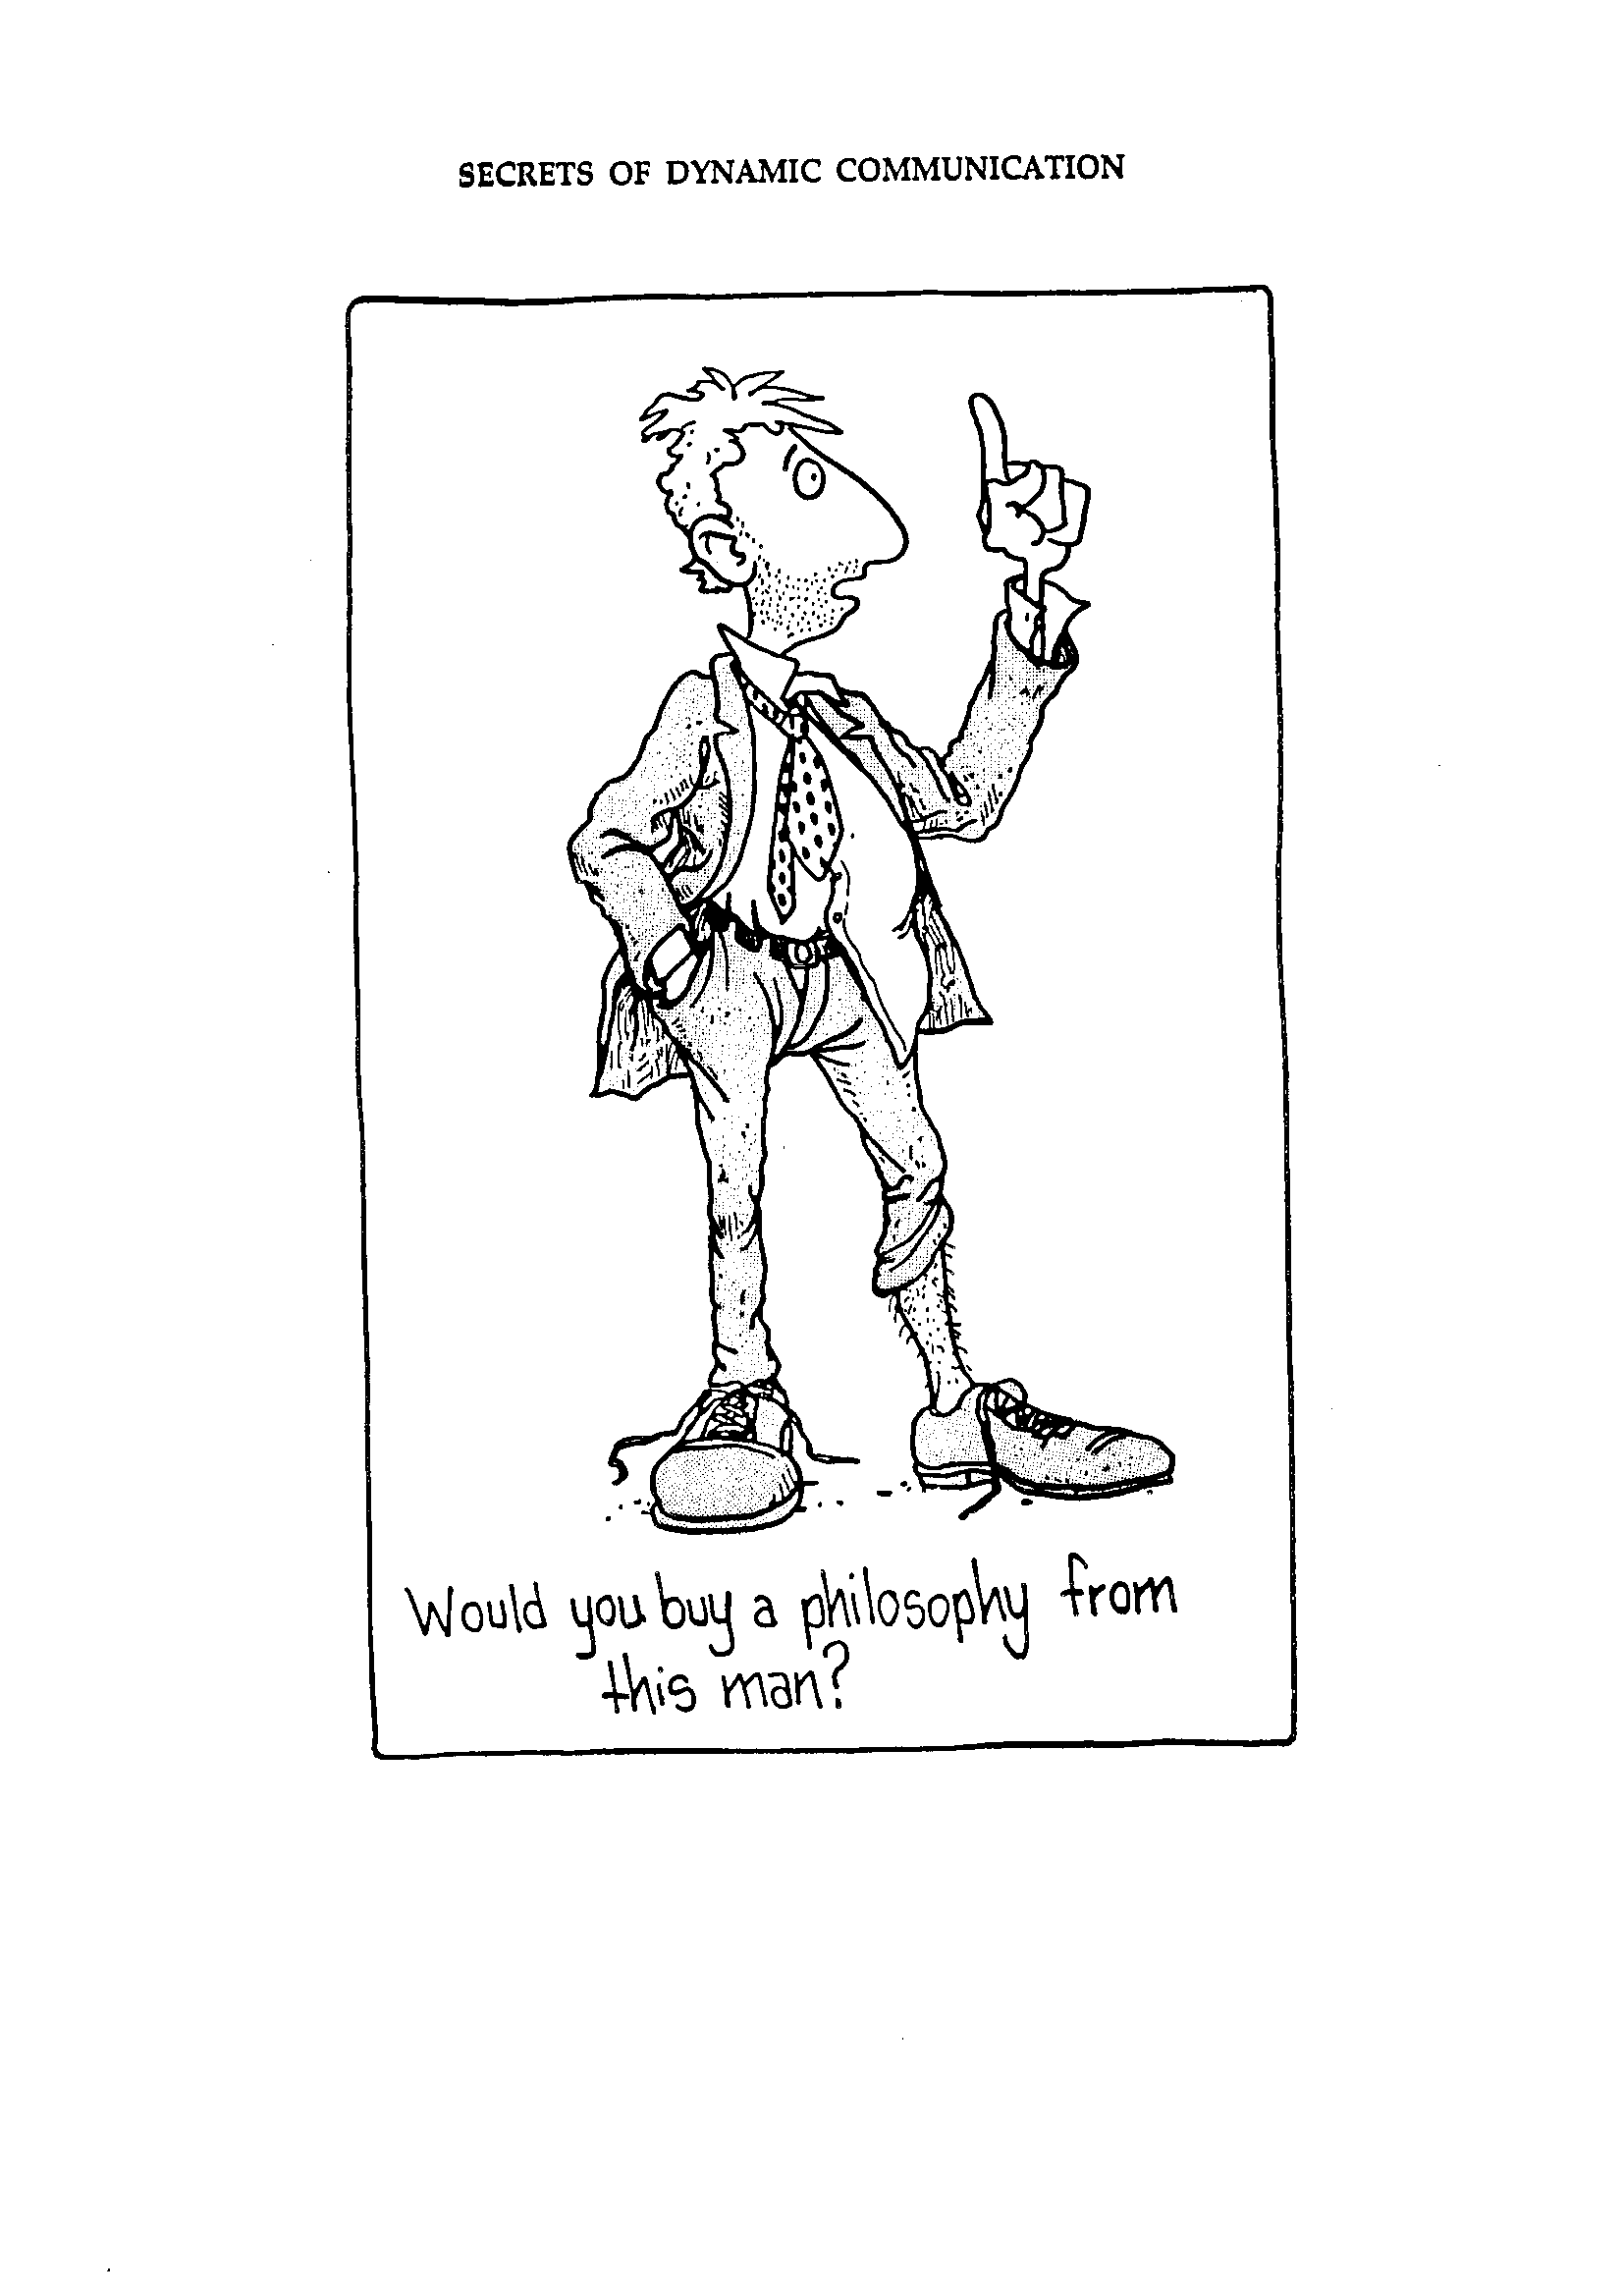 SECRETS OF DYNAMIC COMMUNICATION
Would you buy a philosophy from
this man?